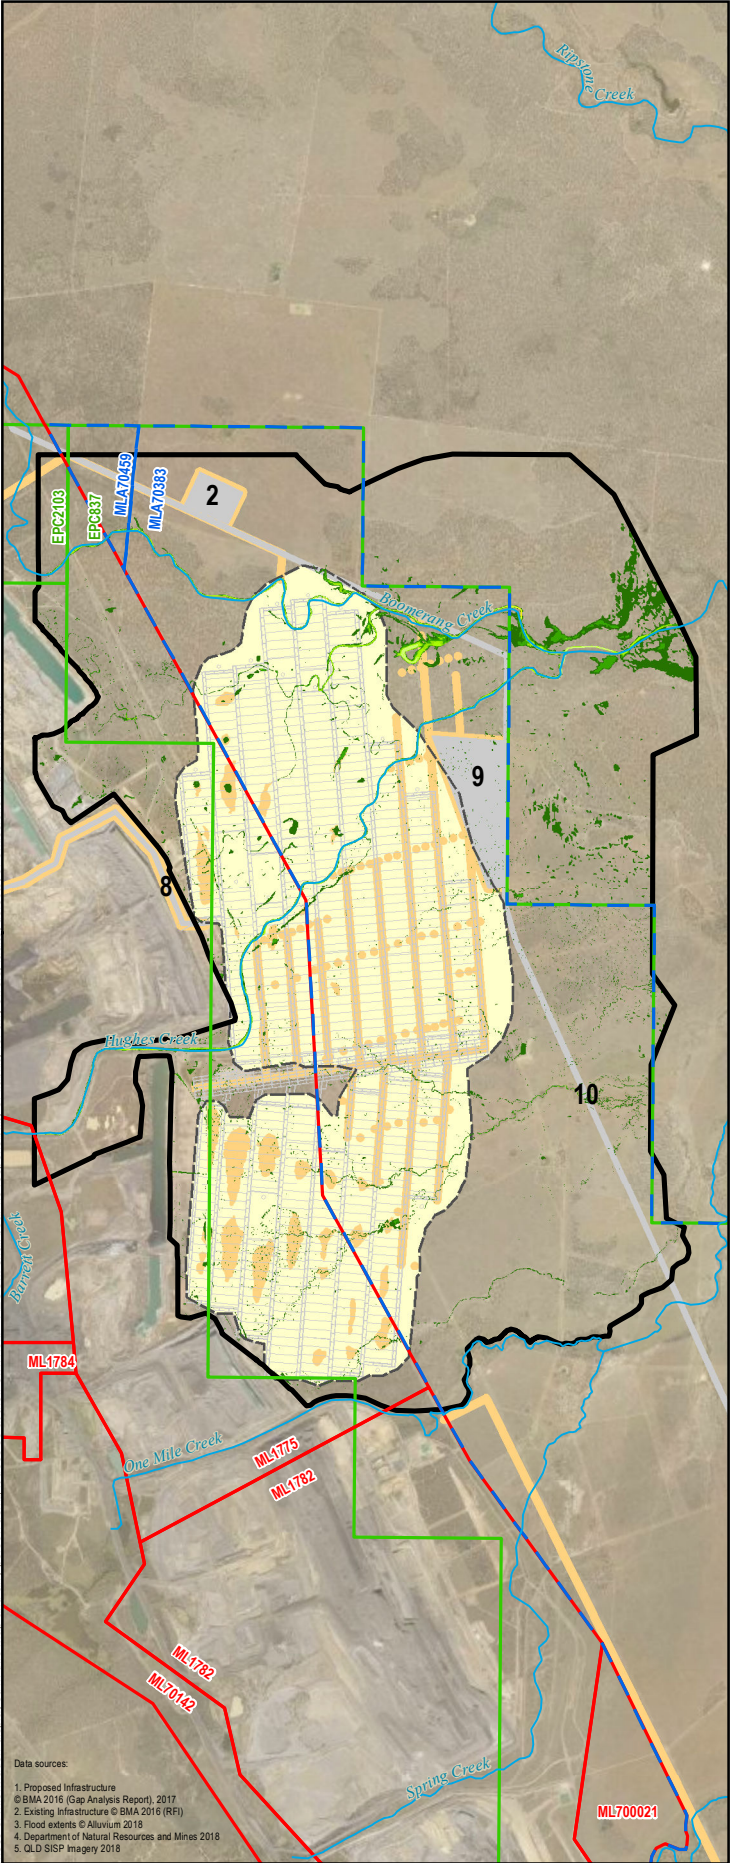 Ripstone
Creek
EPC2103
EPC837
MLA70459
MLA70383
2
Boomerang Creek
9
8
Hughes Creek
10
Barrett Creek
ML1784
One Mile Creek
ML1775
ML1782
ML1782
ML70142
Spring Creek
ML700021
Data sources:
1. Proposed Infrastructure
© BMA 2016 (Gap Analysis Report), 2017
2. Existing Infrastructure © BMA 2016 (RFI)
3. Flood extents © Alluvium 2018
4. Department of Natural Resources and Mines 2018
5. QLD SISP Imagery 2018